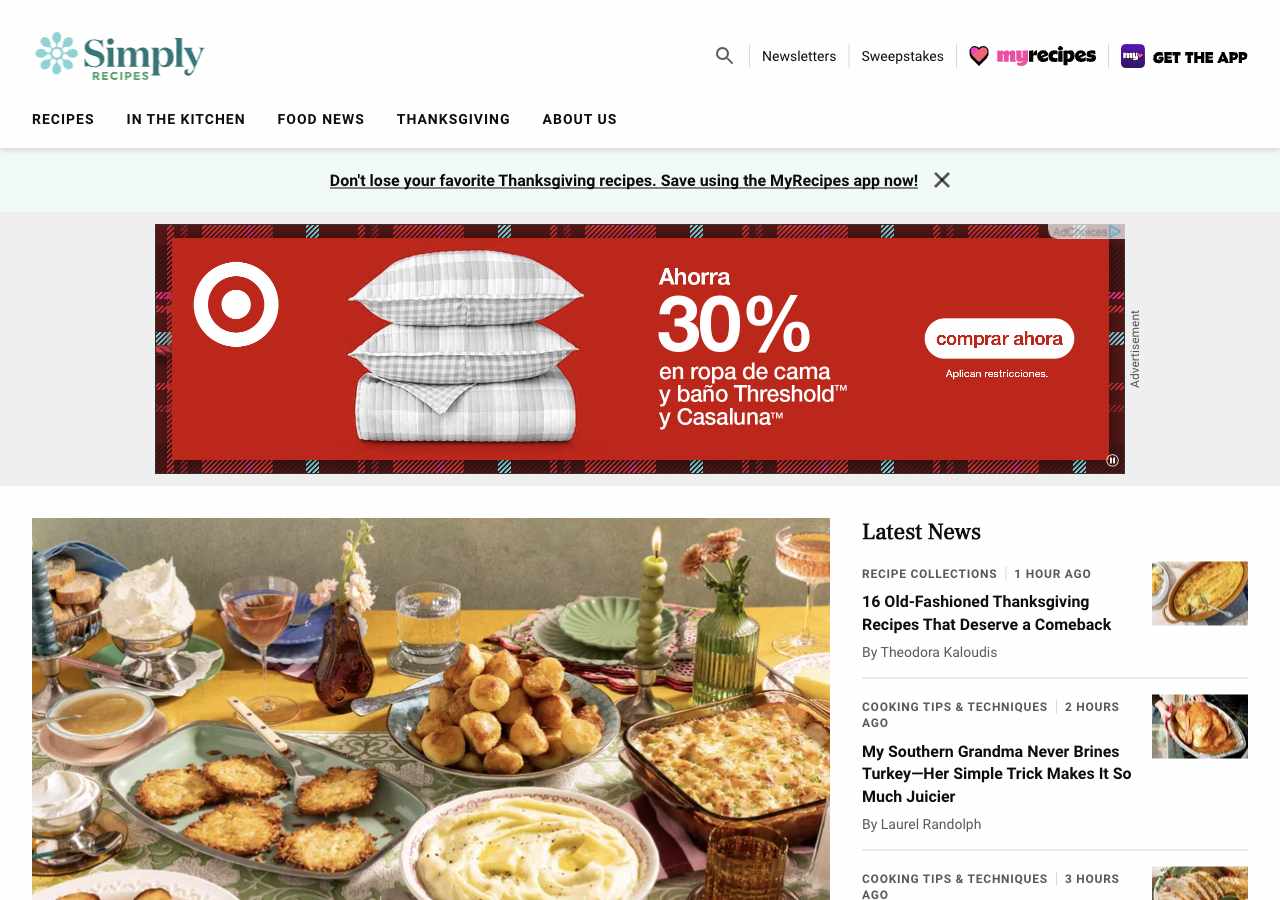 Simply
RECIPES
Newsletters
Sweepstakes
myrecipes
my
GET THE APP
RECIPES
IN THE KITCHEN
FOOD NEWS
THANKSGIVING
ABOUT US
Don't lose your favorite Thanksgiving recipes. Save using the MyRecipes app now!
AdChoices
Ahorra
30%
en ropa de cama
y baño Threshold™
y Casaluna™
comprar ahora
Aplican restricciones.
Advertisement
Latest News
RECIPE COLLECTIONS 1 HOUR AGO
16 Old-Fashioned Thanksgiving
Recipes That Deserve a Comeback
By Theodora Kaloudis
COOKING TIPS & TECHNIQUES 2 HOURS
AGO
My Southern Grandma Never Brines
Turkey—Her Simple Trick Makes It So
Much Juicier
By Laurel Randolph
COOKING TIPS & TECHNIQUES 3 HOURS
AGO